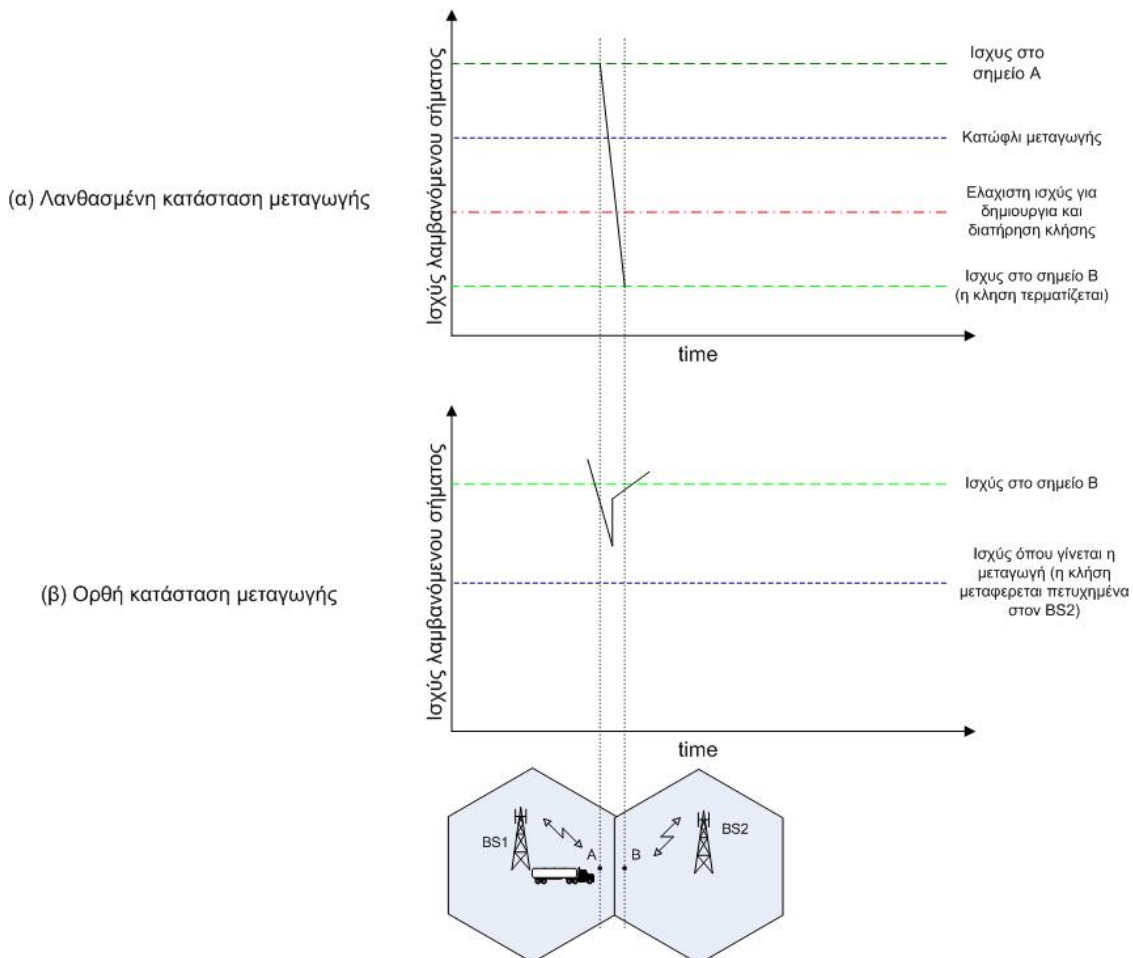 Ισχύς λαμβανόμενου σήματος
Ισχυς στο
σημείο Α
Κατώφλι μεταγωγής
(α) Λανθασμένη κατάσταση μεταγωγής
Ελαχιστη ισχύς για
δημιουργια και
διατήρηση κλήσης
Ισχυς στο σημείο Β
(η κληση τερματίζεται)
time
Ισχύς λαμβανόμενου σήματος
Ισχύς στο σημείο Β
(β) Ορθή κατάσταση μεταγωγής
Ισχύς όπου γίνεται η
μεταγωγή (η κλήση
μεταφερεται πετυχημένα
στον BS2)
time
BS1
A
B
BS2